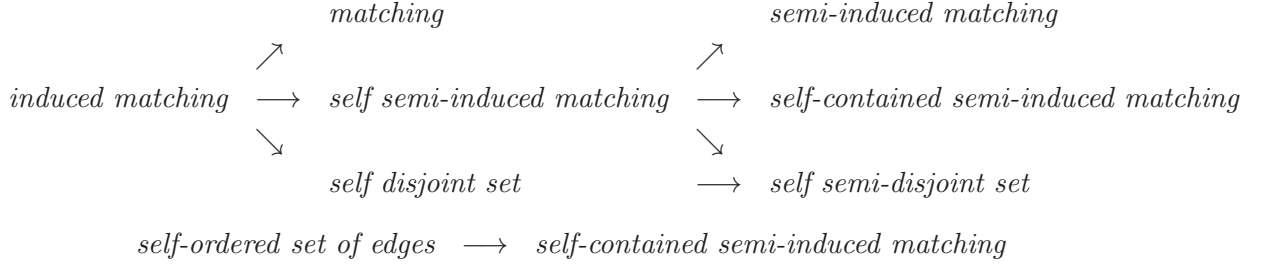 matching semi-induced matching
↗ ↗
induced matching ⟶ self semi-induced matching ⟶ self-contained semi-induced matching
↘ ↘
self disjoint set ⟶ self semi-disjoint set
self-ordered set of edges ⟶ self-contained semi-induced matching